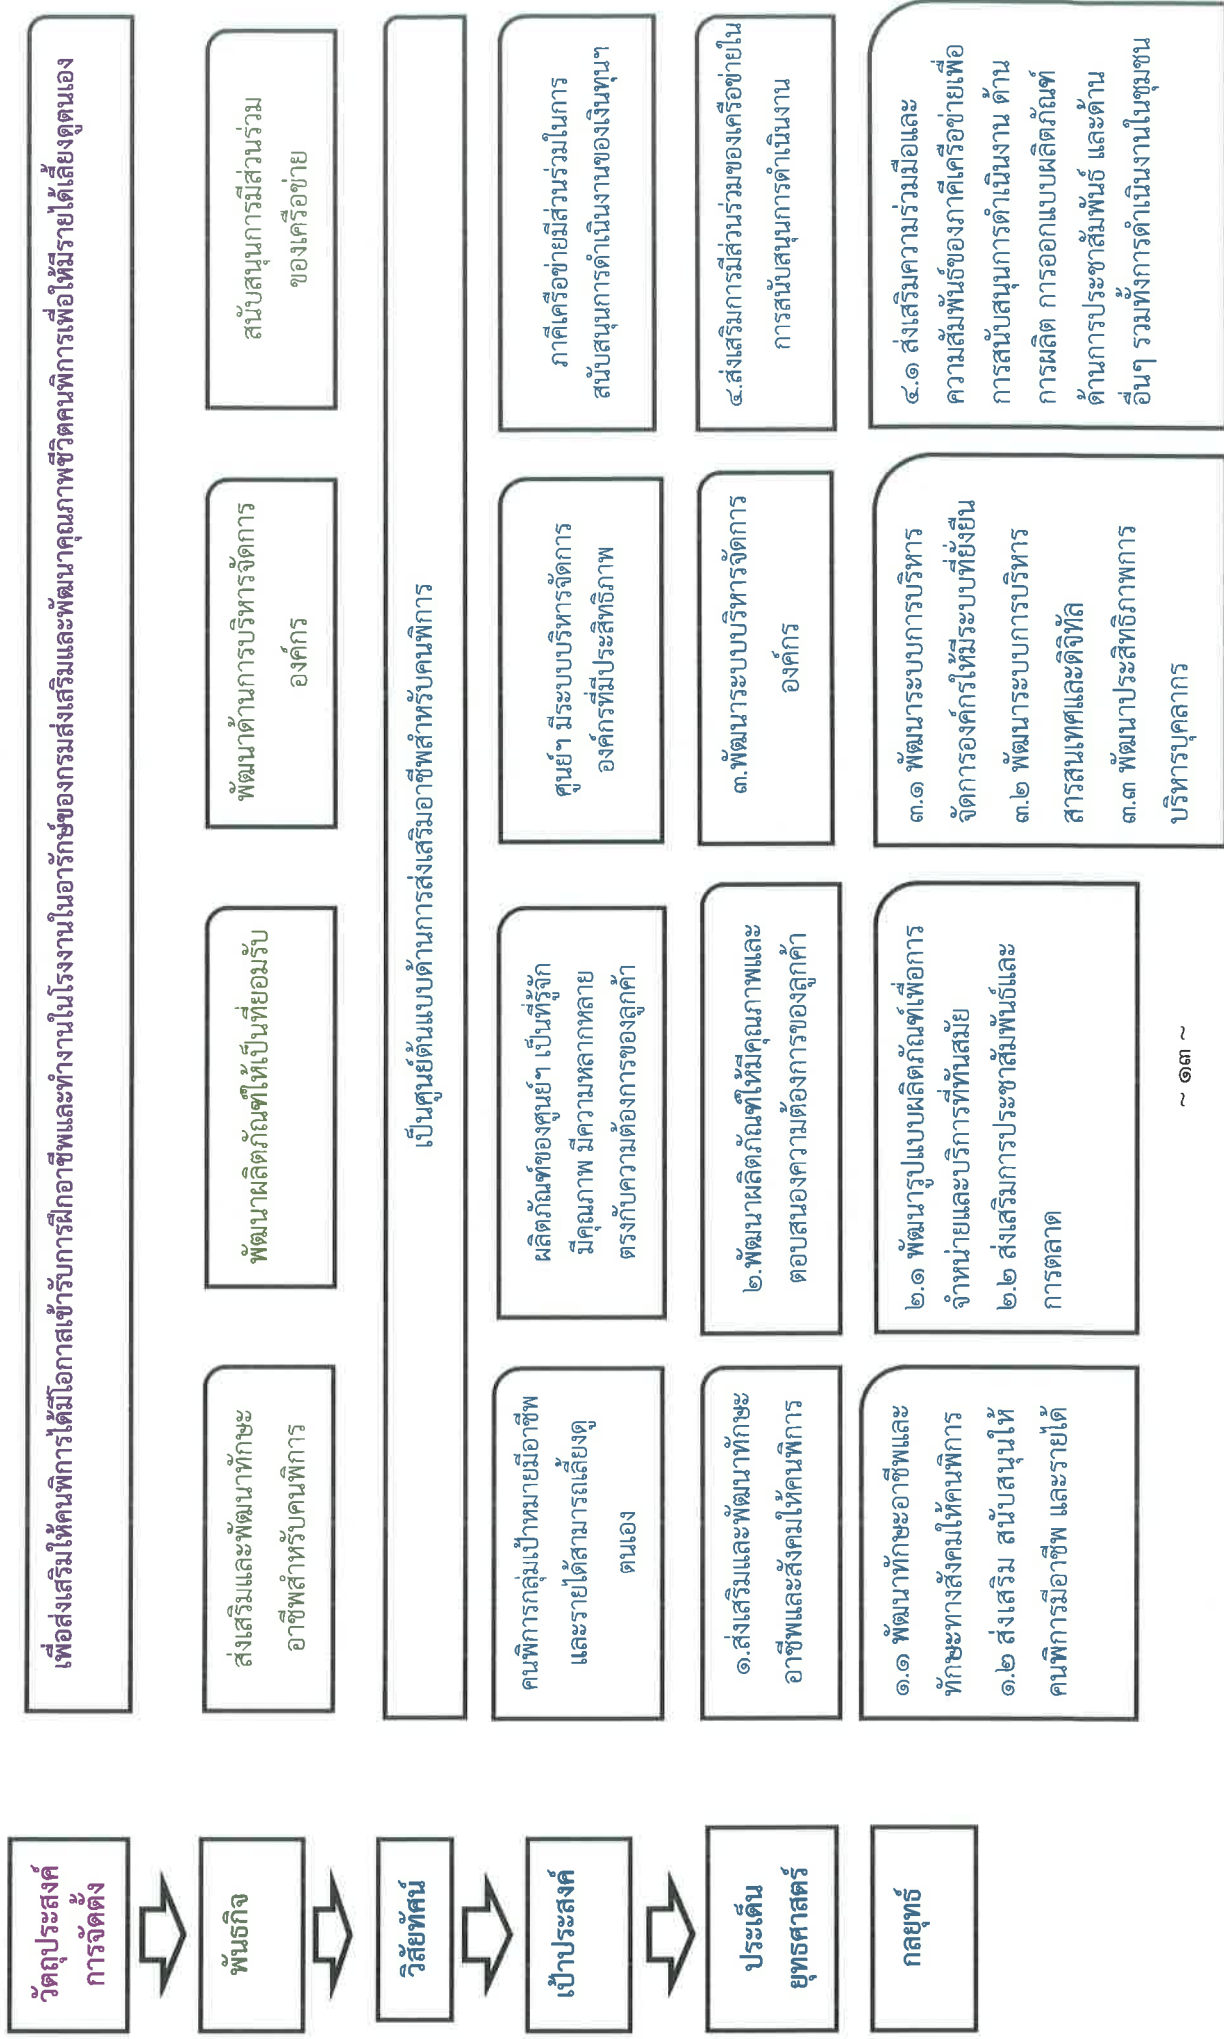 วัตถุประสงค์
การจัดตั้ง
เพื่อส่งเสริมให้คนพิการได้มีโอกาสเข้ารับการฝึกอาชีพและทำงานในโรงงานในอารักษ์ของกรมส่งเสริมและพัฒนาคุณภาพชีวิตคนพิการเพื่อให้มีรายได้เลี้ยงดูตนเอง
พันธกิจ
ส่งเสริมและพัฒนาทักษะ
อาชีพสำหรับคนพิการ
พัฒนาผลิตภัณฑ์ให้เป็นที่ยอมรับ
พัฒนาด้านการบริหารจัดการ
องค์กร
สนับสนุนการมีส่วนร่วม
ของเครือข่าย
วิสัยทัศน์
เป็นศูนย์ต้นแบบด้านการส่งเสริมอาชีพสำหรับคนพิการ
เป้าประสงค์
คนพิการกลุ่มเป้าหมายมีอาชีพ
และรายได้สามารถเลี้ยงดู
ตนเอง
ผลิตภัณฑ์ของศูนย์ฯ เป็นที่รู้จัก
มีคุณภาพ มีความหลากหลาย
ตรงกับความต้องการของลูกค้า
ศูนย์ฯ มีระบบบริหารจัดการ
องค์กรที่มีประสิทธิภาพ
ภาคีเครือข่ายมีส่วนร่วมในการ
สนับสนุนการดำเนินงานของเงินทุนฯ
ประเด็น
ยุทธศาสตร์
๑.ส่งเสริมและพัฒนาทักษะ
อาชีพและสังคมให้คนพิการ
๒.พัฒนาผลิตภัณฑ์ให้มีคุณภาพและ
ตอบสนองความต้องการของลูกค้า
๓.พัฒนาระบบบริหารจัดการ
องค์กร
๔.ส่งเสริมการมีส่วนร่วมของเครือข่ายใน
การสนับสนุนการดำเนินงาน
กลยุทธ์
๑.๑ พัฒนาทักษะอาชีพและ
ทักษะทางสังคมให้คนพิการ
๑.๒ ส่งเสริม สนับสนุนให้
คนพิการมีอาชีพ และรายได้
๒.๑ พัฒนารูปแบบผลิตภัณฑ์เพื่อการ
จำหน่ายและบริการที่ทันสมัย
๒.๒ ส่งเสริมการประชาสัมพันธ์และ
การตลาด
๓.๑ พัฒนาระบบการบริหาร
จัดการองค์กรให้มีระบบที่ยั่งยืน
๓.๒ พัฒนาระบบการบริหาร
สารสนเทศและดิจิทัล
๓.๓ พัฒนาประสิทธิภาพการ
บริหารบุคลากร
๔.๑ ส่งเสริมความร่วมมือและ
ความสัมพันธ์ของภาคีเครือข่ายเพื่อ
การสนับสนุนการดำเนินงาน ด้าน
การผลิต การออกแบบผลิตภัณฑ์
ด้านการประชาสัมพันธ์ และด้าน
อื่นๆ รวมทั้งการดำเนินงานในชุมชน
~ ๑๓ ~